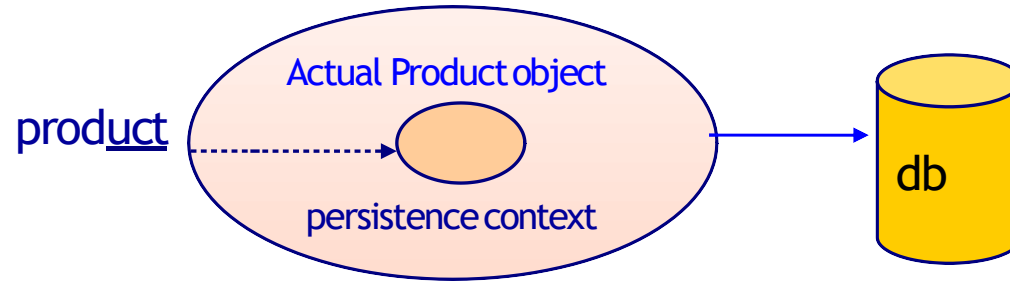 Actual Product object
product
persistence context
db